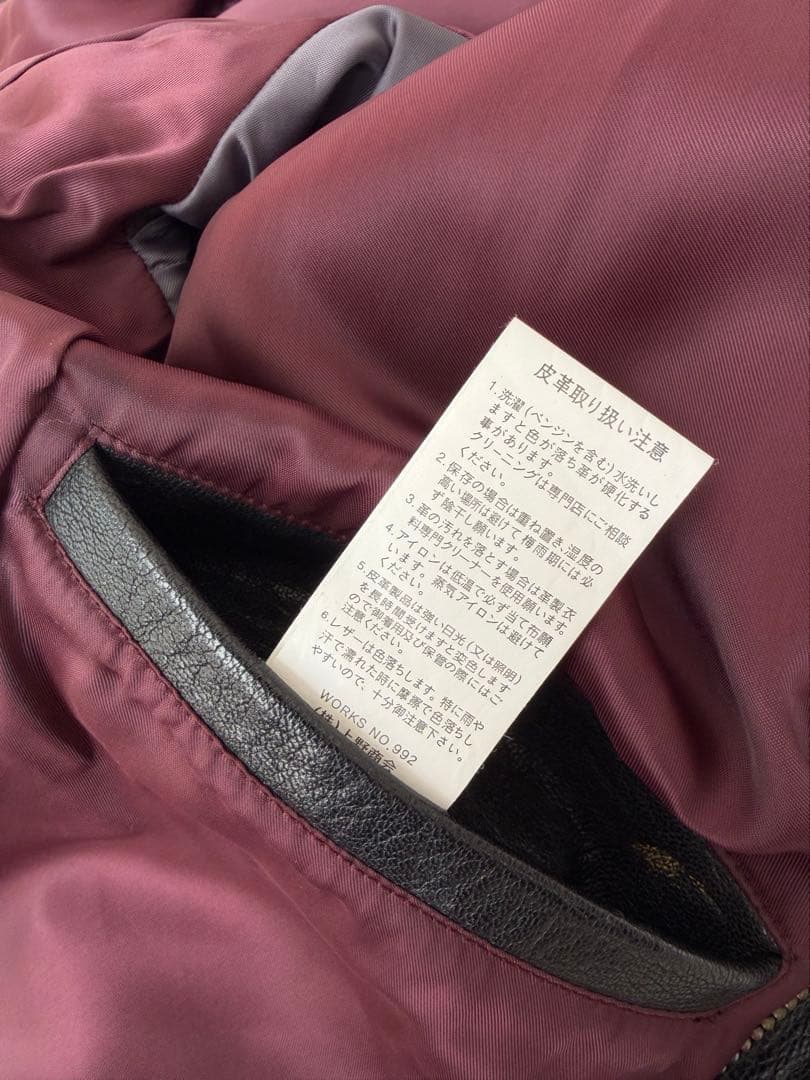 皮革取り扱い注意
1. 洗濯(ベンジンを含む)水洗いし
ますと色が落ち革が硬化する
事があります。
クリーニングは専門店にご相談
ください。
2. 保存の場合は重ね置き、湿度の
高い場所は避けて梅雨期には必
ず陰干し願います。
3. 革の汚れを落とす場合は革製衣
料専門クリーナーを使用願います。
4. アイロンは低温で必ず当て布願
います。蒸気アイロンは避けて
ください。
5. 皮革製品は強い日光(又は照明)
を長時間受けますと変色します
ので御着用及び保管の際にはご
注意ください。
6. レザーは色落ちします。特に雨や
汗で濡れた時に摩擦で色落ちし
やすいので、十分御注意下さい。
WORKS NO. 992
(株)上野商会